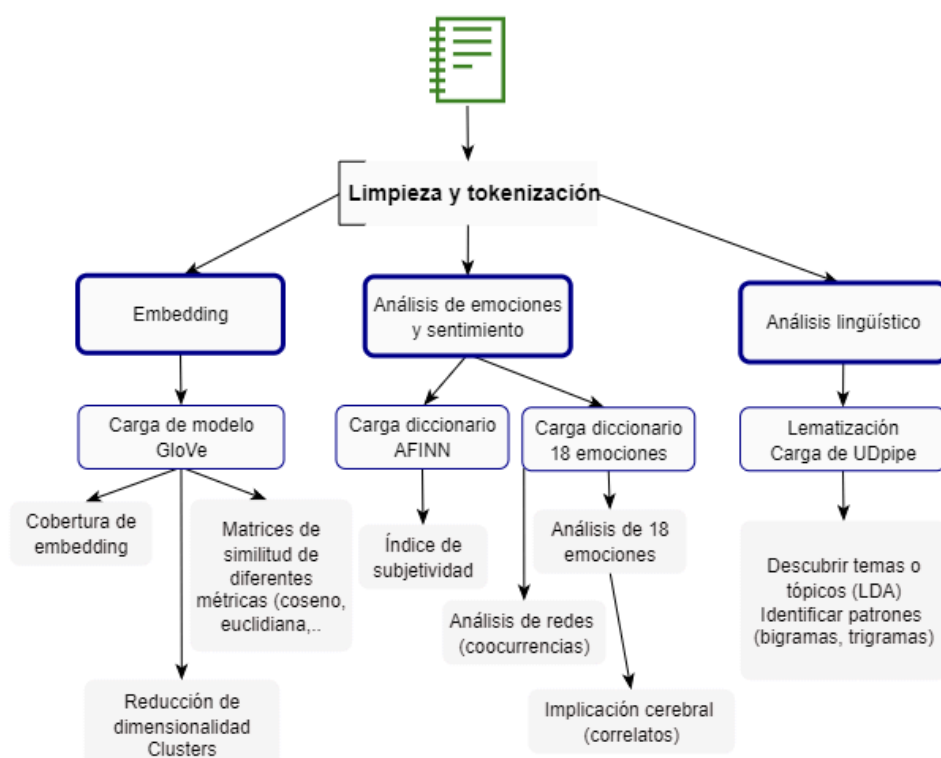 Limpieza y tokenización
Embedding
Análisis de emociones
y sentimiento
Análisis lingüístico
Carga de modelo
GloVe
Carga diccionario
AFINN
Carga diccionario
18 emociones
Lematización
Carga de UDpipe
Cobertura de
embedding
Matrices de
similitud de
diferentes
métricas (coseno,
euclidiana,..
Índice de
subjetividad
Análisis de 18
emociones
Descubrir temas o
tópicos (LDA)
Identificar patrones
(bigramas, trigramas)
Análisis de redes
(coocurrencias)
Reducción de
dimensionalidad
Clusters
Implicación cerebral
(correlatos)